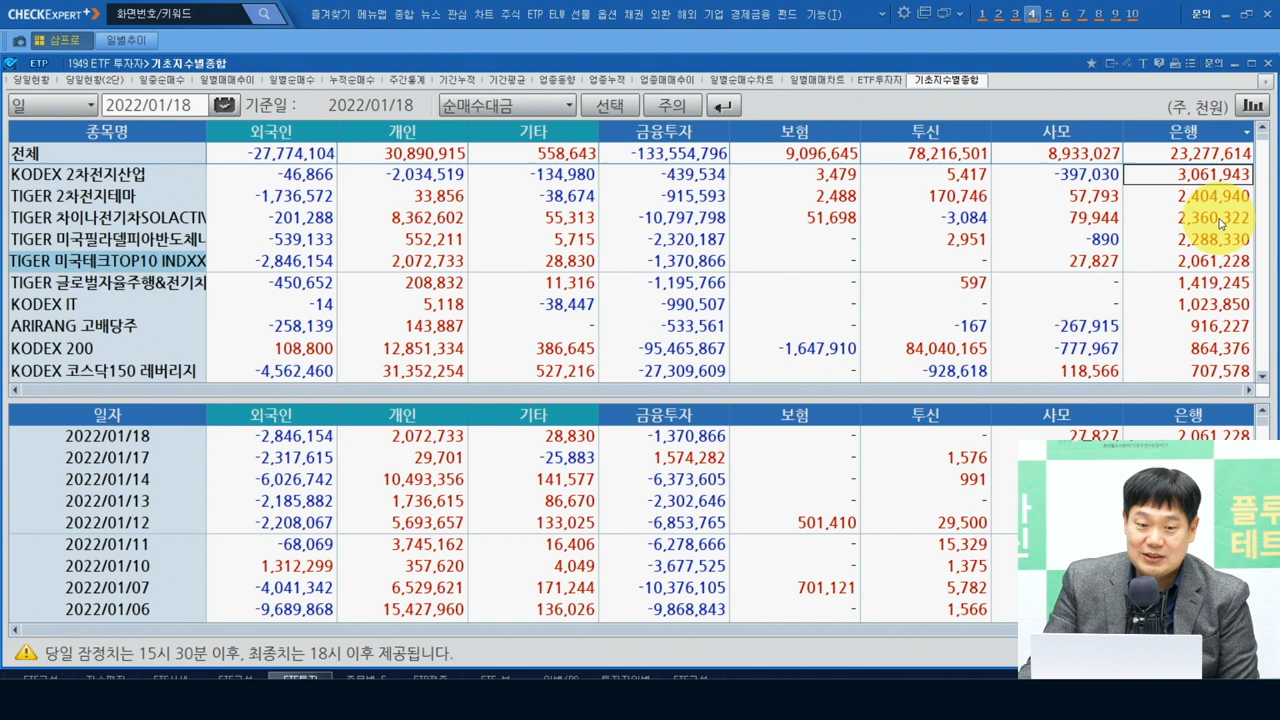 CHECKExpert+ 화면번호/키워드 즐겨찾기 메뉴맵 종합 뉴스 관심 차트 주식 ETP ELW 선물 옵션 채권 외환 해외 기업 경제금융 펀드 기능(T) 1 2 3 4 5 6 7 8 9 10 문의
삼프로 일별추이
ETP 1949 ETF 투자자>기초지수별종합 문의
당일현황 당일현황(2단) 일중순매수 일별매매추이 일별순매수 누적순매수 주간통계 기간누적 기간평균 업종동향 업종누적 업종매매추이 일별순매수차트 일별매매차트 ETF투자자 기초지수별종합
일 2022/01/18 기준일 : 2022/01/18 순매수대금 선택 주의 (주, 천원)
종목명 외국인 개인 기타 금융투자 보험 투신 사모 은행
전체 -27,774,104 30,890,915 558,643 -133,554,796 9,096,645 78,216,501 8,933,027 23,277,614
KODEX 2차전지산업 -46,866 -2,034,519 -134,980 -439,534 3,479 5,417 -397,030 3,061,943
TIGER 2차전지테마 -1,736,572 33,856 -38,674 -915,593 2,488 170,746 57,793 2,404,940
TIGER 차이나전기차SOLACTIV -201,288 8,362,602 55,313 -10,797,798 51,698 -3,084 79,944 2,360,322
TIGER 미국필라델피아반도체나 -539,133 552,211 5,715 -2,320,187 - 2,951 -890 2,288,330
TIGER 미국테크TOP10 INDXX -2,846,154 2,072,733 28,830 -1,370,866 - - 27,827 2,061,228
TIGER 글로벌자율주행&전기차 -450,652 208,832 11,316 -1,195,766 - 597 - 1,419,245
KODEX IT -14 5,118 -38,447 -990,507 - - - 1,023,850
ARIRANG 고배당주 -258,139 143,887 - -533,561 - -167 -267,915 916,227
KODEX 200 108,800 12,851,334 386,645 -95,465,867 -1,647,910 84,040,165 -777,967 864,376
KODEX 코스닥150 레버리지 -4,562,460 31,352,254 527,216 -27,309,609 - -928,618 118,566 707,578
일자 외국인 개인 기타 금융투자 보험 투신 사모 은행
2022/01/18 -2,846,154 2,072,733 28,830 -1,370,866 - - 27,827 2,061,228
2022/01/17 -2,317,615 29,701 -25,883 1,574,282 - 1,576
2022/01/14 -6,026,742 10,493,356 141,577 -6,373,605 - 991
2022/01/13 -2,185,882 1,736,615 86,670 -2,302,646 - -
2022/01/12 -2,208,067 5,693,657 133,025 -6,853,765 501,410 29,500
2022/01/11 -68,069 3,745,162 16,406 -6,278,666 - 15,329
2022/01/10 1,312,299 357,620 4,049 -3,677,525 - 1,375
2022/01/07 -4,041,342 6,529,621 171,244 -10,376,105 701,121 5,782
2022/01/06 -9,689,868 15,427,960 136,026 -9,868,843 - 1,566
당일 잠정치는 15시 30분 이후, 최종치는 18시 이후 제공됩니다.